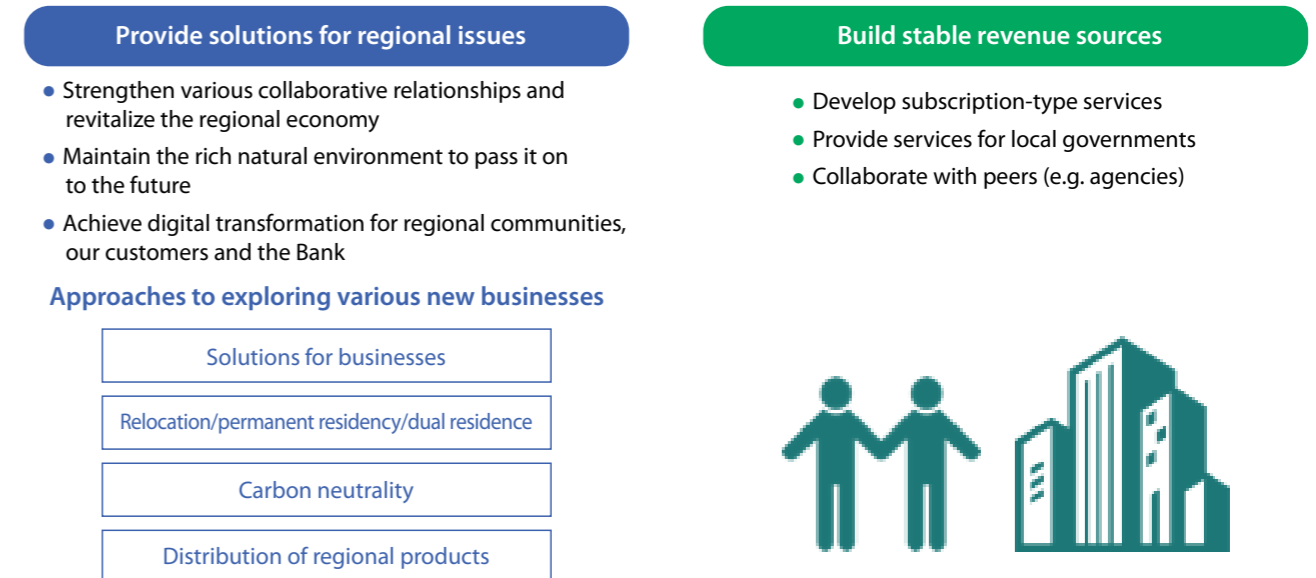 Provide solutions for regional issues
● Strengthen various collaborative relationships and
revitalize the regional economy
● Maintain the rich natural environment to pass it on
to the future
● Achieve digital transformation for regional communities,
our customers and the Bank
Approaches to exploring various new businesses
Solutions for businesses
Relocation/permanent residency/dual residence
Carbon neutrality
Distribution of regional products
Build stable revenue sources
● Develop subscription-type services
● Provide services for local governments
● Collaborate with peers (e.g. agencies)